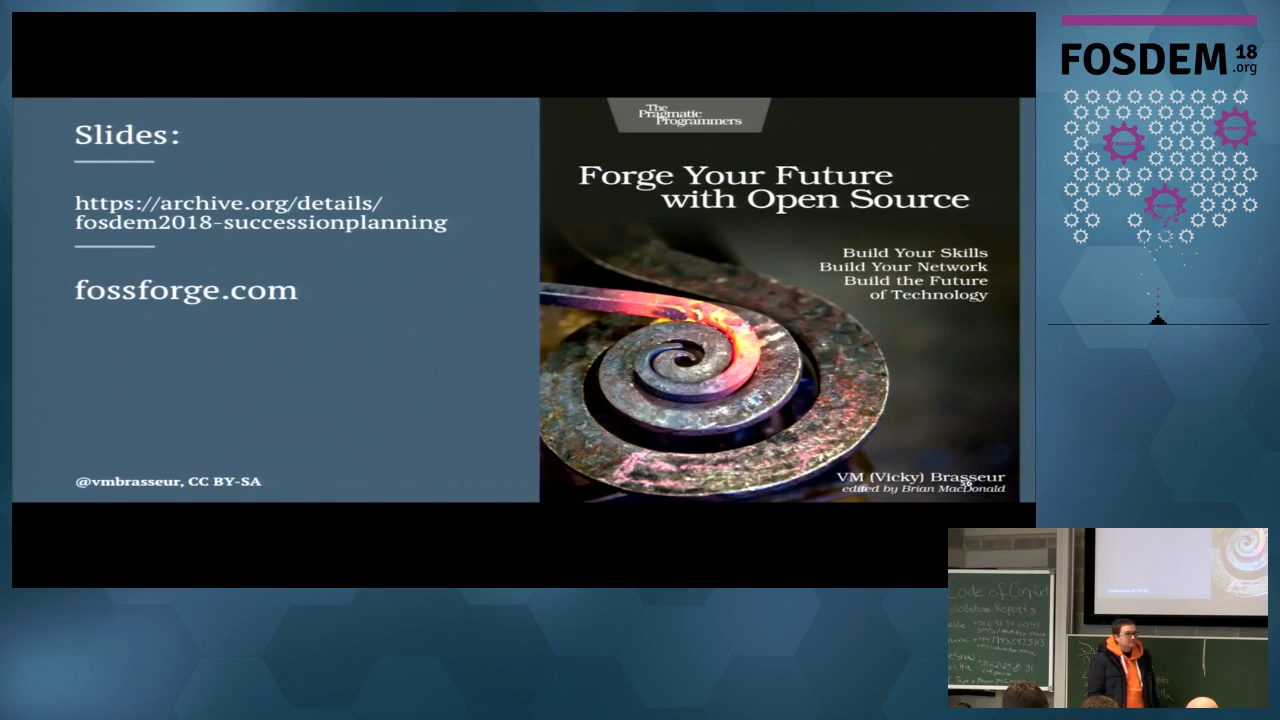 Slides:
https://archive.org/details/
fosdem2018-successionplanning
fossforge.com
@vmbrasseur, CC BY-SA
The
Pragmatic
Programmers
Forge Your Future
with Open Source
Build Your Skills
Build Your Network
Build the Future
of Technology
VM (Vicky) Brasseur
edited by Brian MacDonald
FOSDEM 18
.org
Code of Conduct
Violation Reports